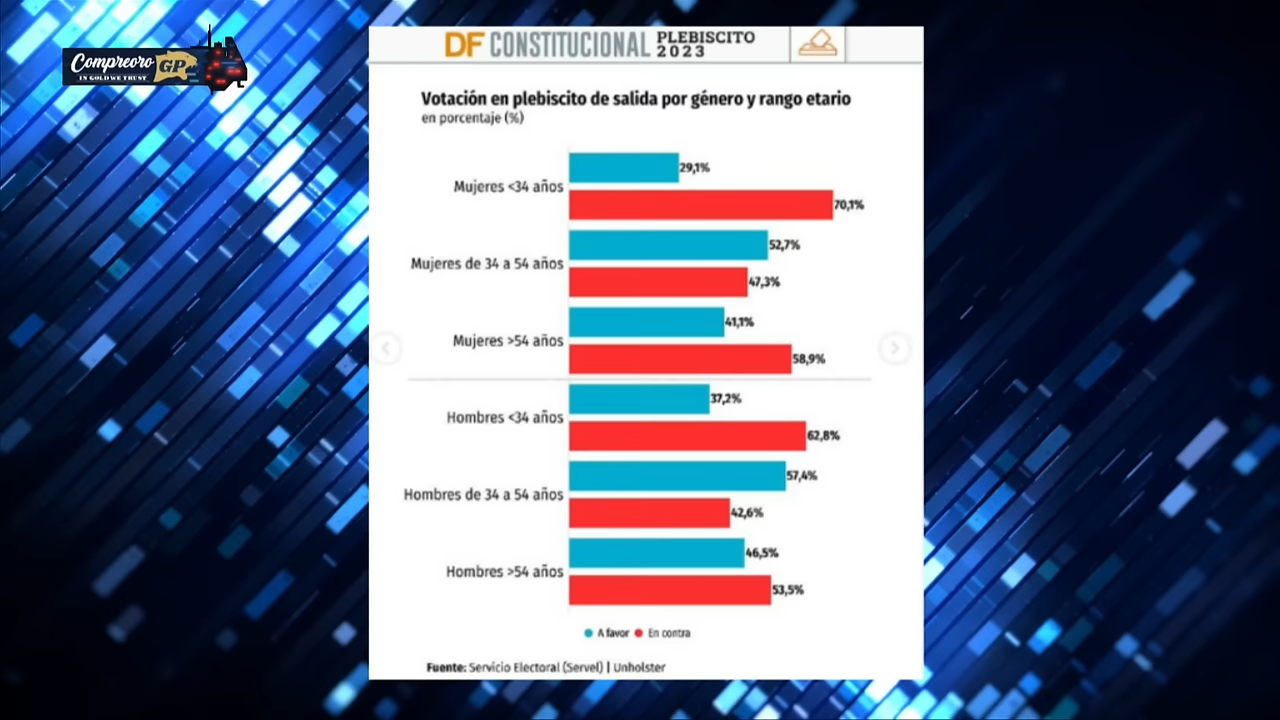 Compreoro
GP
IN GOLD WE TRUST
DF CONSTITUCIONAL PLEBISCITO
2023
Votación en plebiscito de salida por género y rango etario
en porcentaje (%)
29,1%
Mujeres <34 años
70,1%
52,7%
Mujeres de 34 a 54 años
47,3%
41,1%
Mujeres >54 años
58,9%
37,2%
Hombres <34 años
62,8%
57,4%
Hombres de 34 a 54 años
42,6%
46,5%
Hombres >54 años
53,5%
A favor En contra
Fuente: Servicio Electoral (Servel) | Unholster